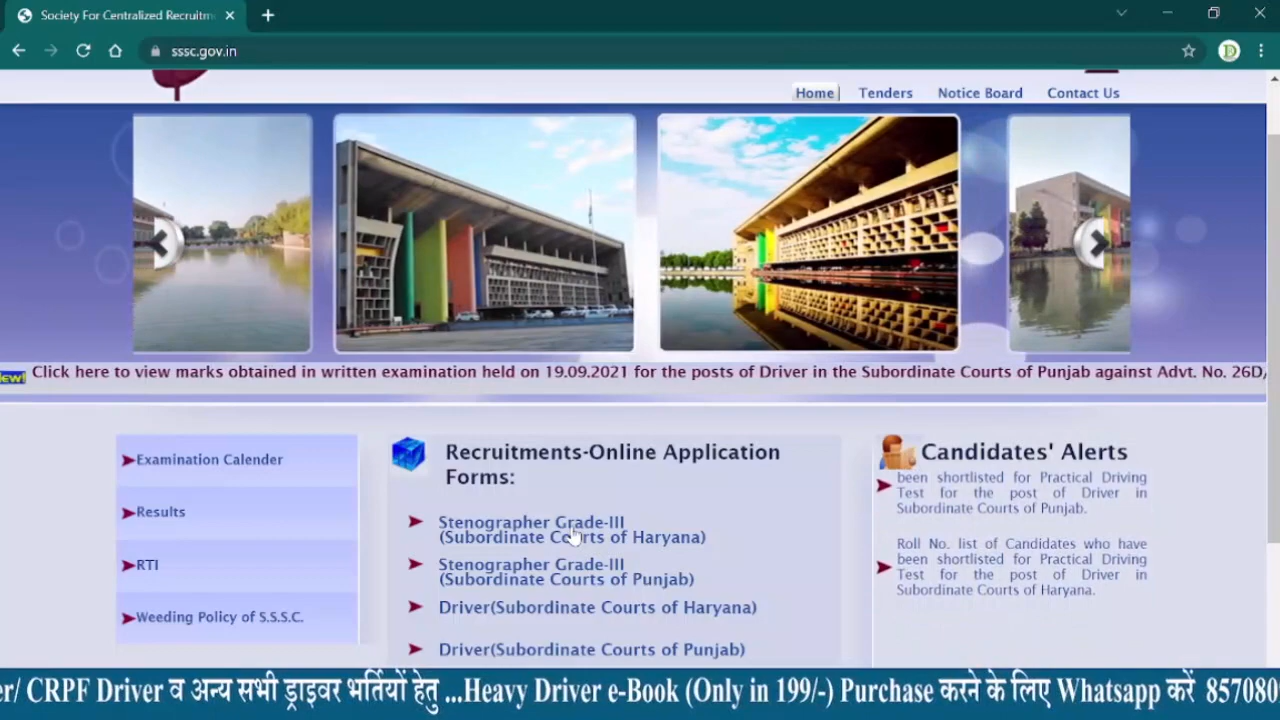 Society For Centralized Recruitm
sssc.gov.in
Home
Tenders
Notice Board
Contact Us
Click here to view marks obtained in written examination held on 19.09.2021 for the posts of Driver in the Subordinate Courts of Punjab against Advt. No. 26D/
Examination Calender
Results
RTI
Weeding Policy of S.S.S.C.
Recruitments-Online Application
Forms:
Stenographer Grade-III
(Subordinate Courts of Haryana)
Stenographer Grade-III
(Subordinate Courts of Punjab)
Driver(Subordinate Courts of Haryana)
Driver(Subordinate Courts of Punjab)
Candidates' Alerts
been shortlisted for Practical Driving
Test for the post of Driver in
Subordinate Courts of Punjab.
Roll No. list of Candidates who have
been shortlisted for Practical Driving
Test for the post of Driver in
Subordinate Courts of Haryana.
er/ CRPF Driver व अन्य सभी ड्राइवर भर्तियों हेतु ...Heavy Driver e-Book (Only in 199/-) Purchase करने के लिए Whatsapp करें 857080